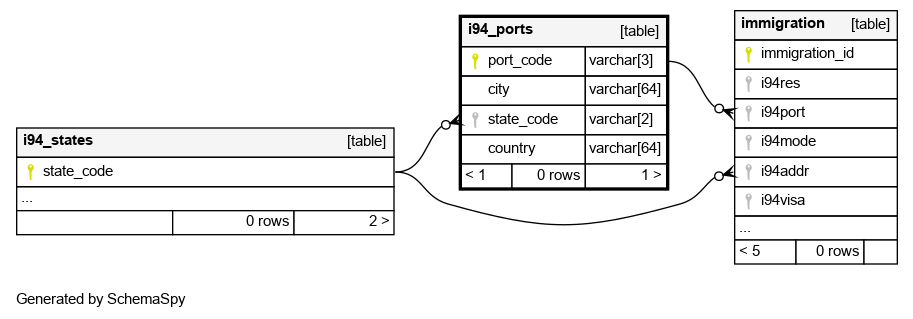 i94_states [table]
state_code
...
0 rows 2 >
i94_ports [table]
port_code varchar[3]
city varchar[64]
state_code varchar[2]
country varchar[64]
< 1 0 rows 1 >
immigration [table]
immigration_id
i94res
i94port
i94mode
i94addr
i94visa
...
< 5 0 rows
Generated by SchemaSpy